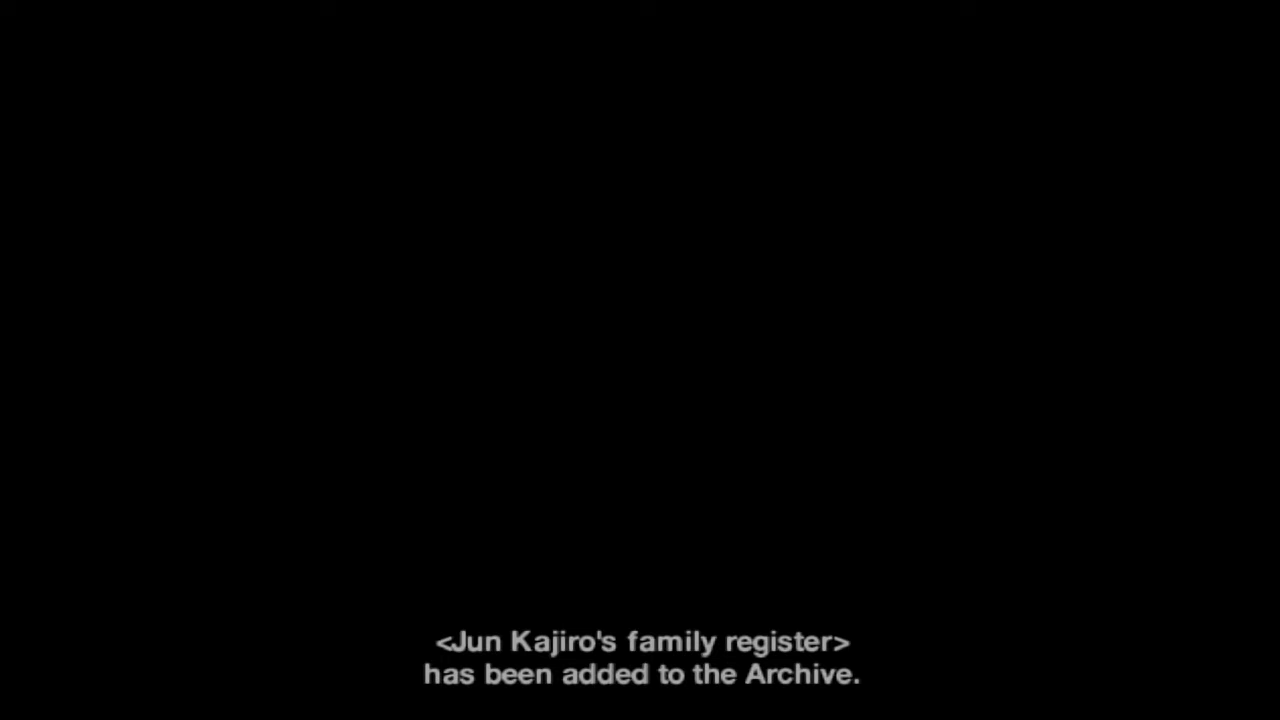 <Jun Kajiro's family register>
has been added to the Archive.